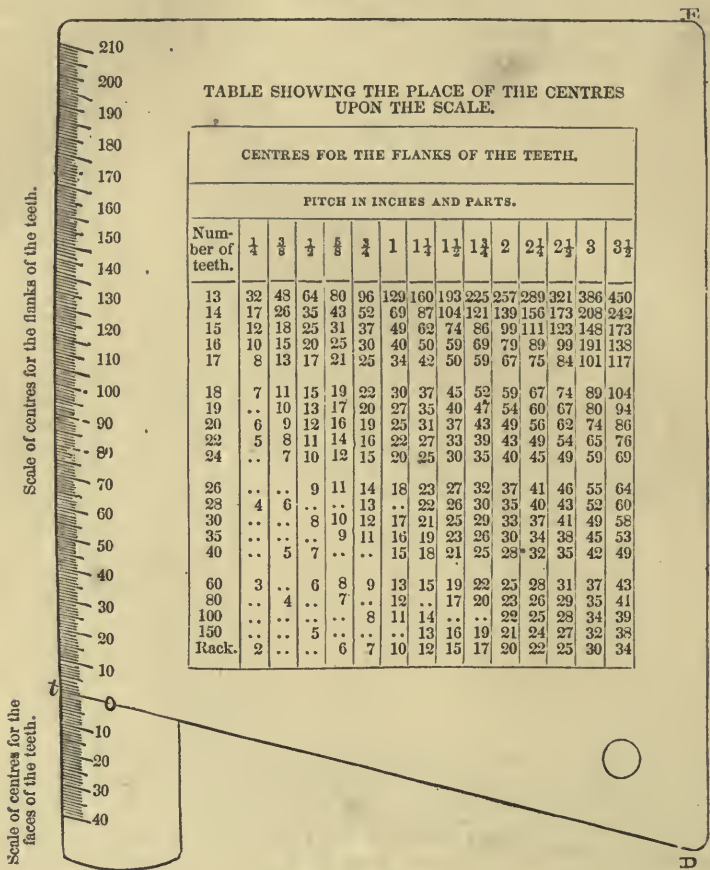 F
210
200
190
180
170
160
150
140
130
120
110
100
90
80
70
60
50
40
30
20
10
0
10
20
30
40
t
Scale of centres for the flanks of the teeth.
Scale of centres for the
faces of the teeth.
TABLE SHOWING THE PLACE OF THE CENTRES
UPON THE SCALE.
CENTRES FOR THE FLANKS OF THE TEETH.
PITCH IN INCHES AND PARTS.
Num-
ber of
teeth. ¼ ⅜ ½ ⅝ ¾ 1 1¼ 1½ 1¾ 2 2¼ 2½ 3 3½
13 32 48 64 80 96 129 160 193 225 257 289 321 386 450
14 17 26 35 43 52 69 87 104 121 139 156 173 208 242
15 12 18 25 31 37 49 62 74 86 99 111 123 148 173
16 10 15 20 25 30 40 50 59 69 79 89 99 191 138
17 8 13 17 21 25 34 42 50 59 67 75 84 101 117
18 7 11 15 19 22 30 37 45 52 59 67 74 89 104
19 .. 10 13 17 20 27 35 40 47 54 60 67 80 94
20 6 9 12 16 19 25 31 37 43 49 56 62 74 86
22 5 8 11 14 16 22 27 33 39 43 49 54 65 76
24 .. 7 10 12 15 20 25 30 35 40 45 49 59 69
26 .. .. 9 11 14 18 23 27 32 37 41 46 55 64
28 4 6 .. .. 13 .. 22 26 30 35 40 43 52 60
30 .. .. 8 10 12 17 21 25 29 33 37 41 49 58
35 .. .. .. 9 11 16 19 23 26 30 34 38 45 53
40 .. 5 7 .. .. 15 18 21 25 28 32 35 42 49
60 3 .. 6 8 9 13 15 19 22 25 28 31 37 43
80 .. 4 .. 7 .. 12 .. 17 20 23 26 29 35 41
100 .. .. .. .. 8 11 14 .. .. 22 25 28 34 39
150 .. .. 5 .. .. .. 13 16 19 21 24 27 32 38
Rack. 2 .. .. 6 7 10 12 15 17 20 22 25 30 34
D